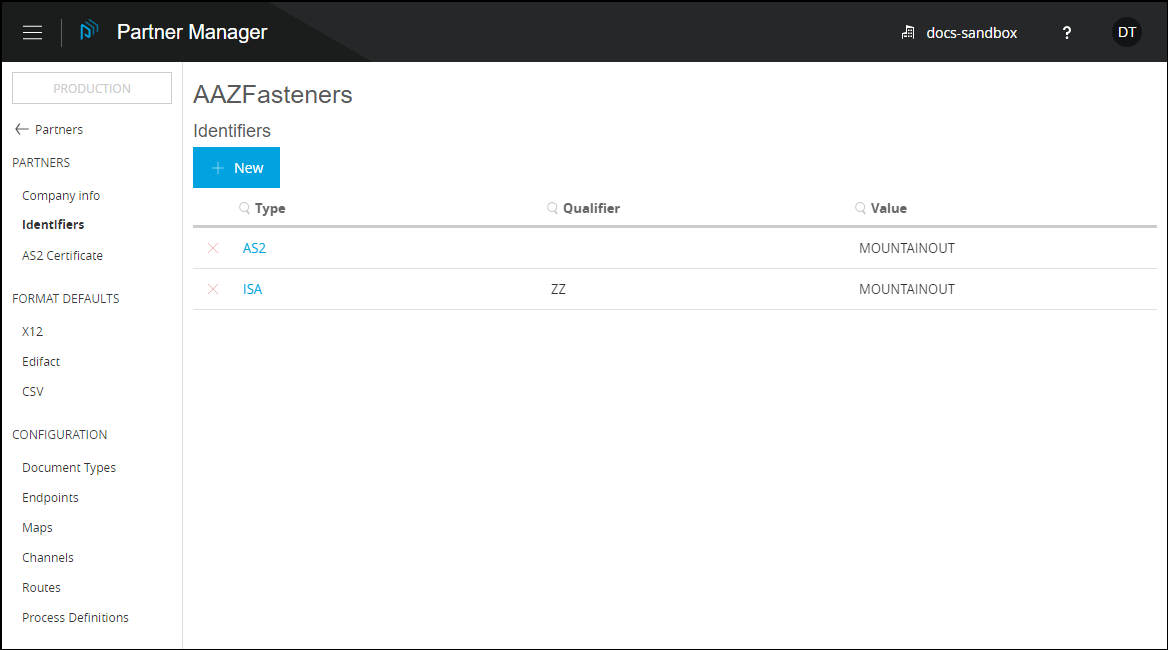 Partner Manager
docs-sandbox
?
DT
PRODUCTION
Partners
PARTNERS
Company info
Identifiers
AS2 Certificate
FORMAT DEFAULTS
X12
Edifact
CSV
CONFIGURATION
Document Types
Endpoints
Maps
Channels
Routes
Process Definitions
AAZFasteners
Identifiers
New
Type Qualifier Value
AS2 MOUNTAINOUT
ISA ZZ MOUNTAINOUT